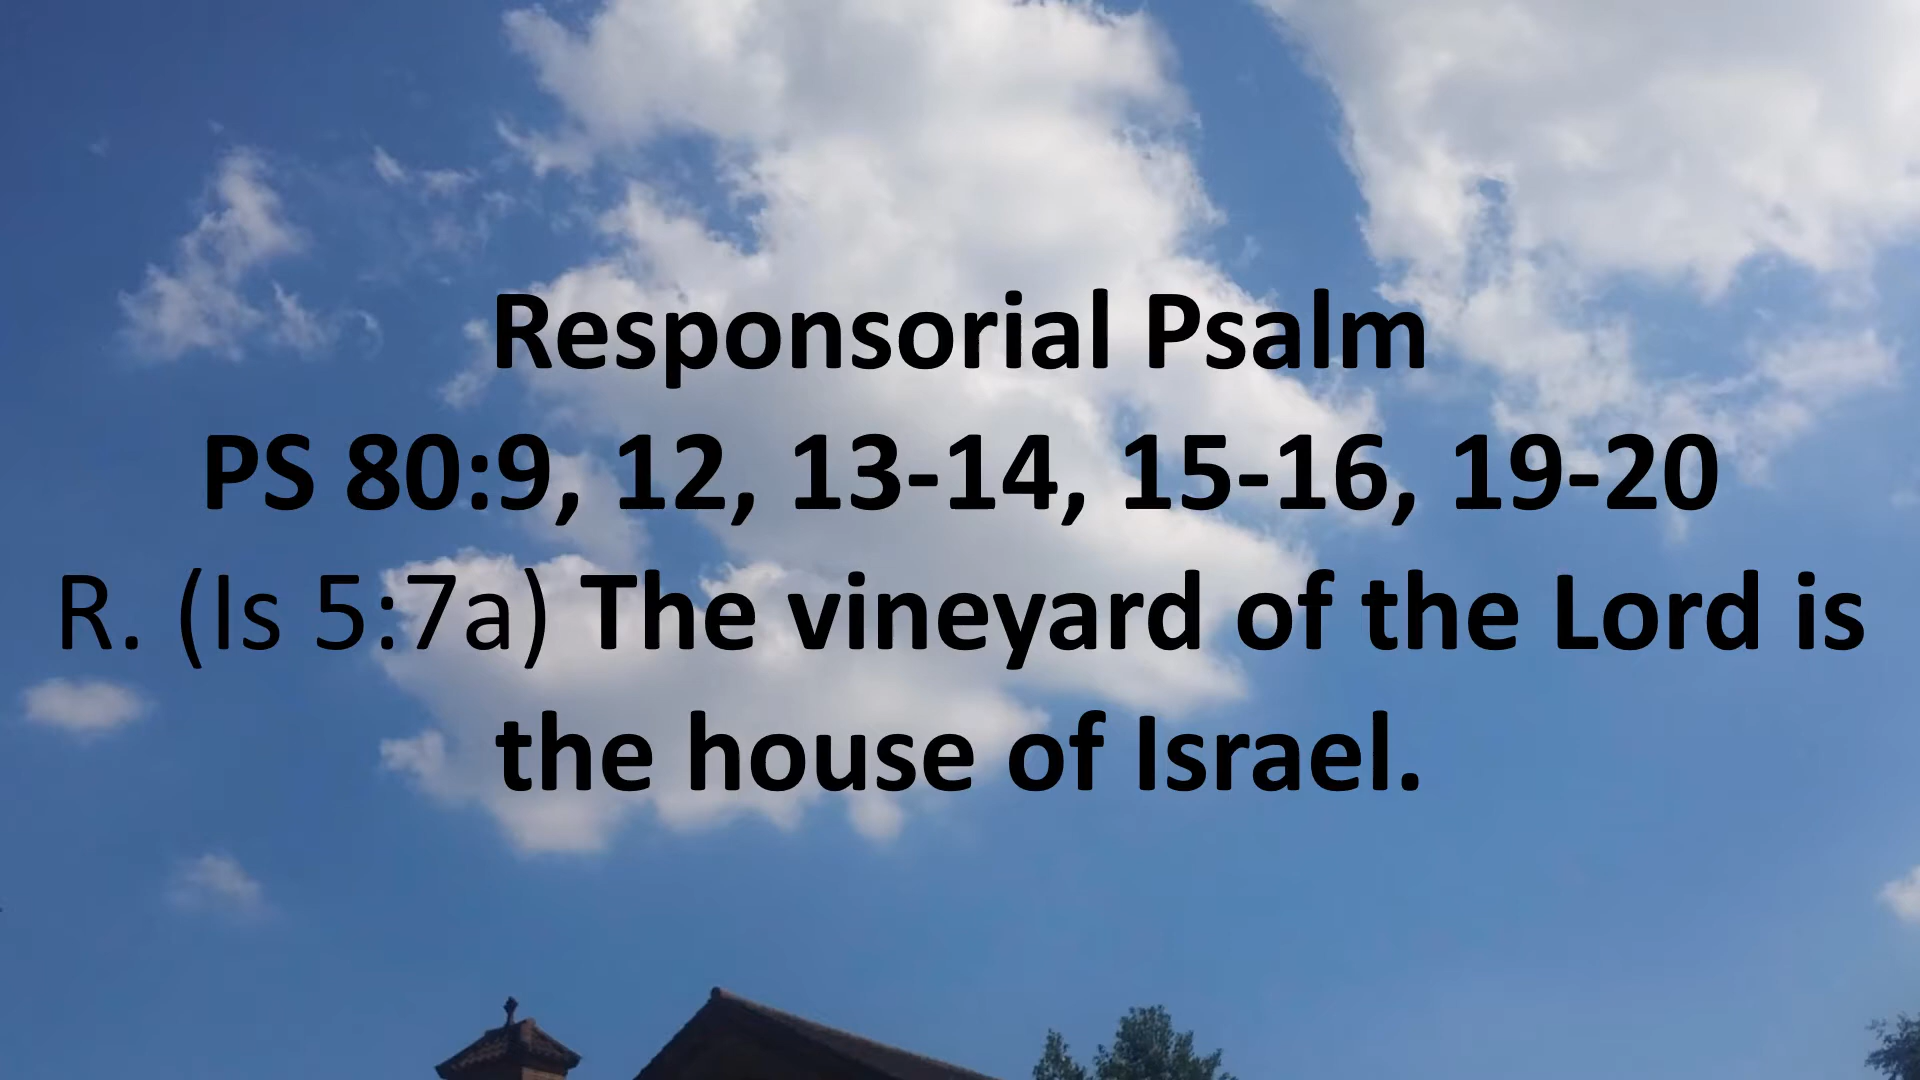 Responsorial Psalm
PS 80:9, 12, 13-14, 15-16, 19-20
R. (Is 5:7a) The vineyard of the Lord is
the house of Israel.